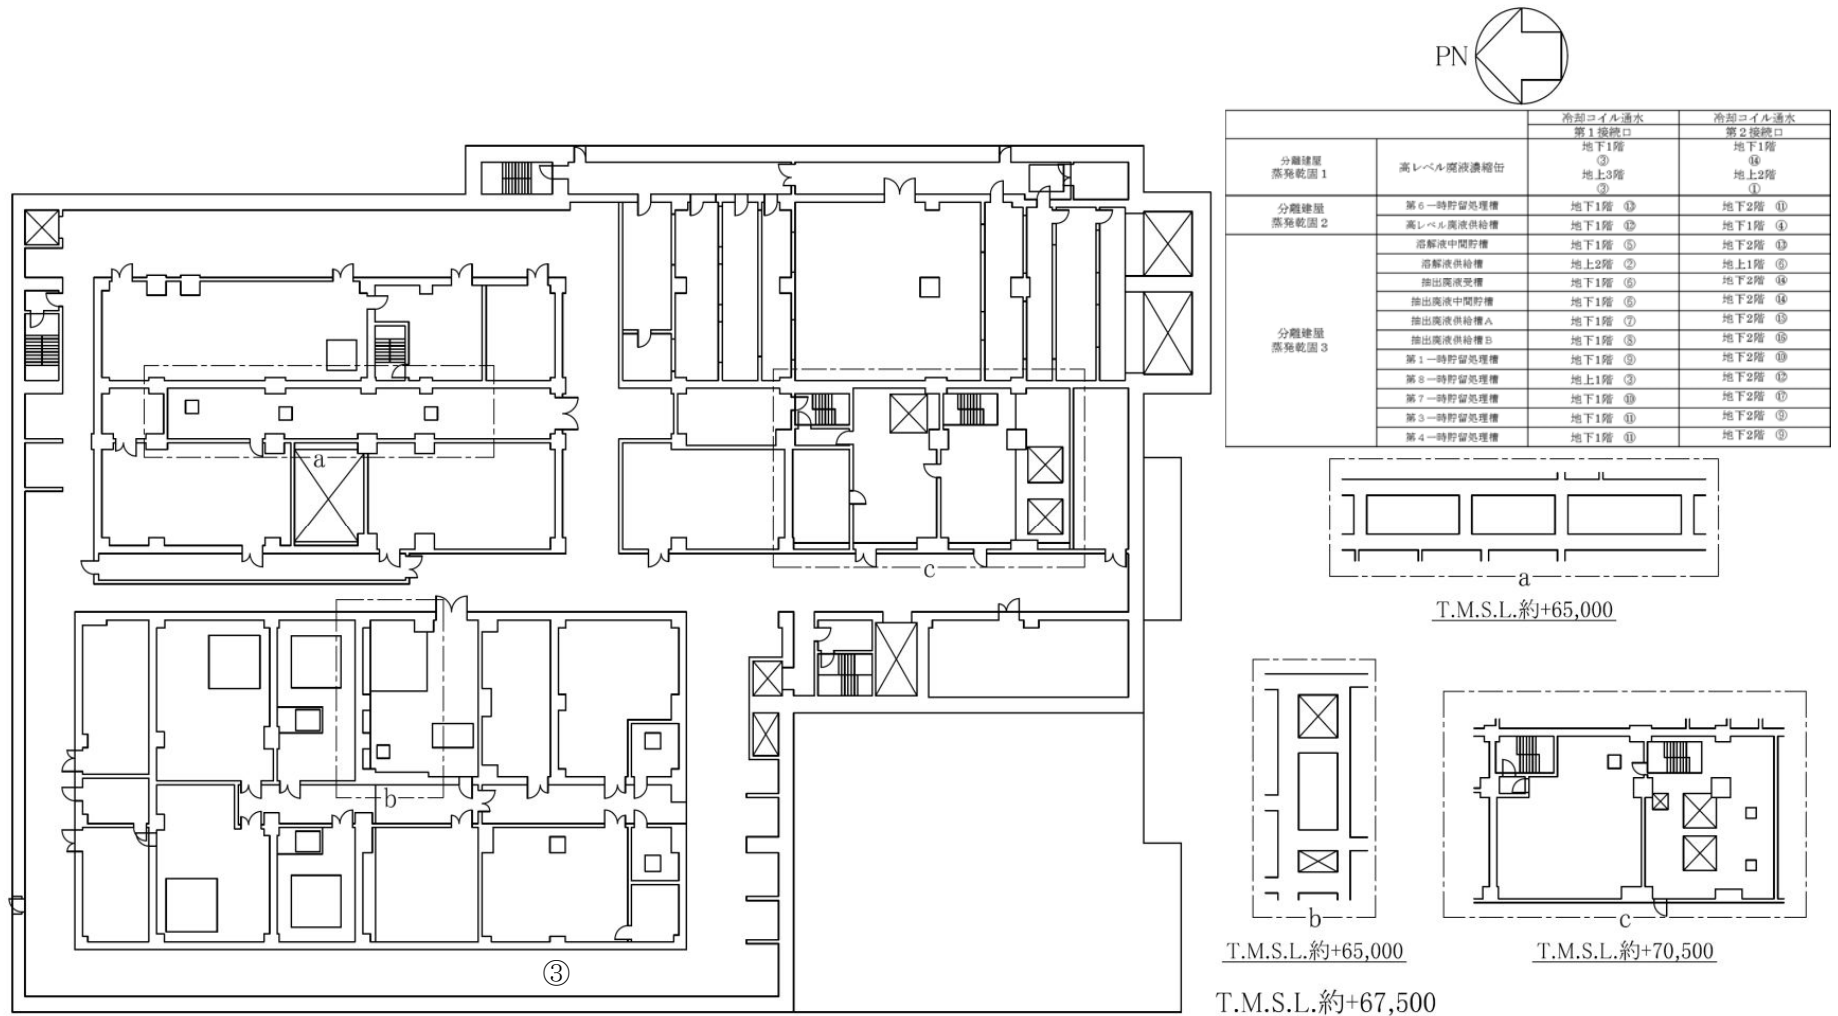 PN
冷却コイル通水 冷却コイル通水
第1接続口 第2接続口
分離建屋 蒸発乾固1 高レベル廃液濃縮缶 地下1階 ③ 地上3階 ③ 地下1階 ⑭ 地上2階 ①
分離建屋 蒸発乾固2 第6一時貯留処理槽 地下1階 ⑬ 地下2階 ⑪
高レベル廃液供給槽 地下1階 ⑫ 地下1階 ④
分離建屋 蒸発乾固3 溶解液中間貯槽 地下1階 ⑤ 地下2階 ⑬
溶解液供給槽 地上2階 ② 地上1階 ⑥
抽出廃液受槽 地下1階 ⑥ 地下2階 ⑭
抽出廃液中間貯槽 地下1階 ⑥ 地下2階 ⑭
抽出廃液供給槽A 地下1階 ⑦ 地下2階 ⑮
抽出廃液供給槽B 地下1階 ⑧ 地下2階 ⑯
第1一時貯留処理槽 地下1階 ⑨ 地下2階 ⑩
第8一時貯留処理槽 地上1階 ③ 地下2階 ⑫
第7一時貯留処理槽 地下1階 ⑩ 地下2階 ⑰
第3一時貯留処理槽 地下1階 ⑪ 地下2階 ⑨
第4一時貯留処理槽 地下1階 ⑪ 地下2階 ⑨
a
c
b
③
a
T.M.S.L.約+65,000
b
T.M.S.L.約+65,000
c
T.M.S.L.約+70,500
T.M.S.L.約+67,500